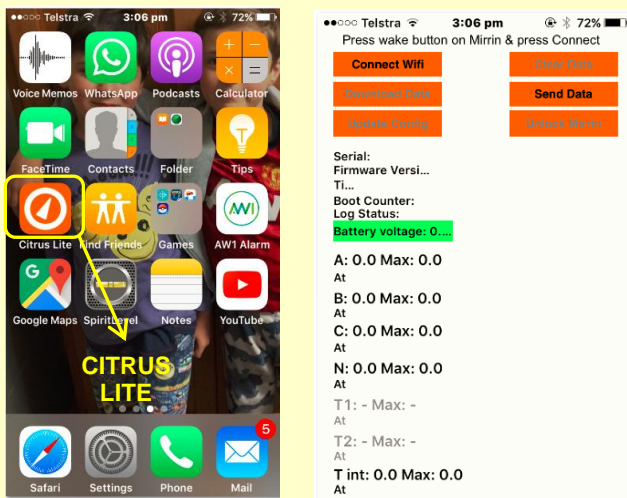 Telstra 3:06 pm 72%
Voice Memos WhatsApp Podcasts Calculator
FaceTime Contacts Folder Tips
AW1
Citrus Lite Find Friends Games AW1 Alarm
G
Google Maps SpiritLevel Notes YouTube
CITRUS
LITE
5
Safari Settings Phone Mail
Telstra 3:06 pm 72%
Press wake button on Mirrin & press Connect
Connect Wifi Clear Data
Download Data Send Data
Update Config Unlock Mirrin
Serial:
Firmware Versi...
Ti...
Boot Counter:
Log Status:
Battery voltage: 0....
A: 0.0 Max: 0.0
At
B: 0.0 Max: 0.0
At
C: 0.0 Max: 0.0
At
N: 0.0 Max: 0.0
At
T1: - Max: -
At
T2: - Max: -
At
T int: 0.0 Max: 0.0
At